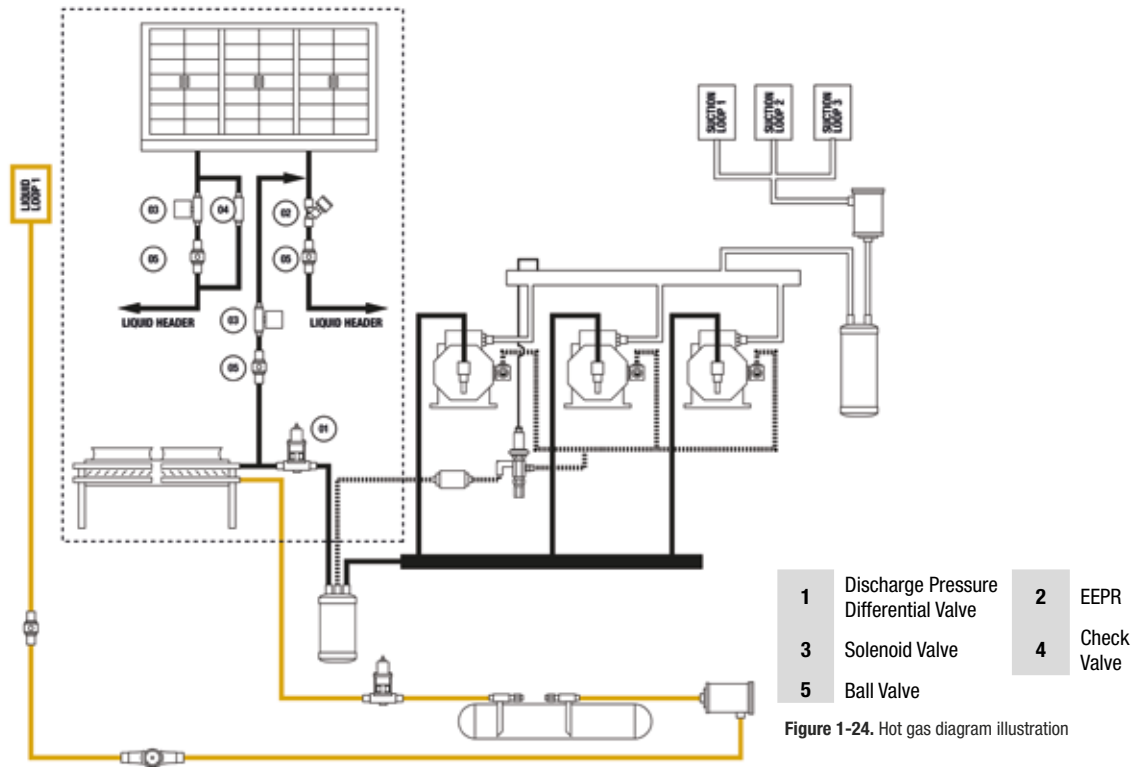 LIQUID
LOOP 1
SUCTION
LOOP 1
SUCTION
LOOP 2
SUCTION
LOOP 3
03
04
02
05
05
LIQUID HEADER
LIQUID HEADER
03
05
01
1 Discharge Pressure
Differential Valve
2 EEPR
3 Solenoid Valve
4 Check
Valve
5 Ball Valve
Figure 1-24. Hot gas diagram illustration